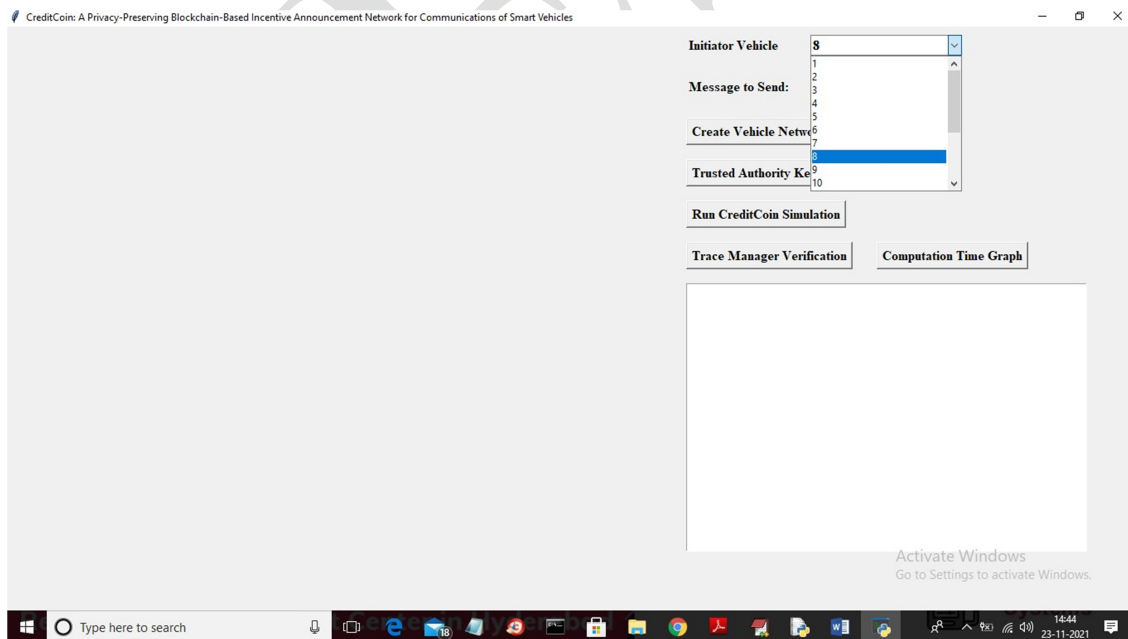 CreditCoin: A Privacy-Preserving Blockchain-Based Incentive Announcement Network for Communications of Smart Vehicles
Initiator Vehicle 8
1
2
Message to Send: 3
4
5
Create Vehicle Netwo 6
7
8
Trusted Authority Ke 9
10
Run CreditCoin Simulation
Trace Manager Verification Computation Time Graph
Activate Windows
Go to Settings to activate Windows.
Type here to search
18
14:44
23-11-2021